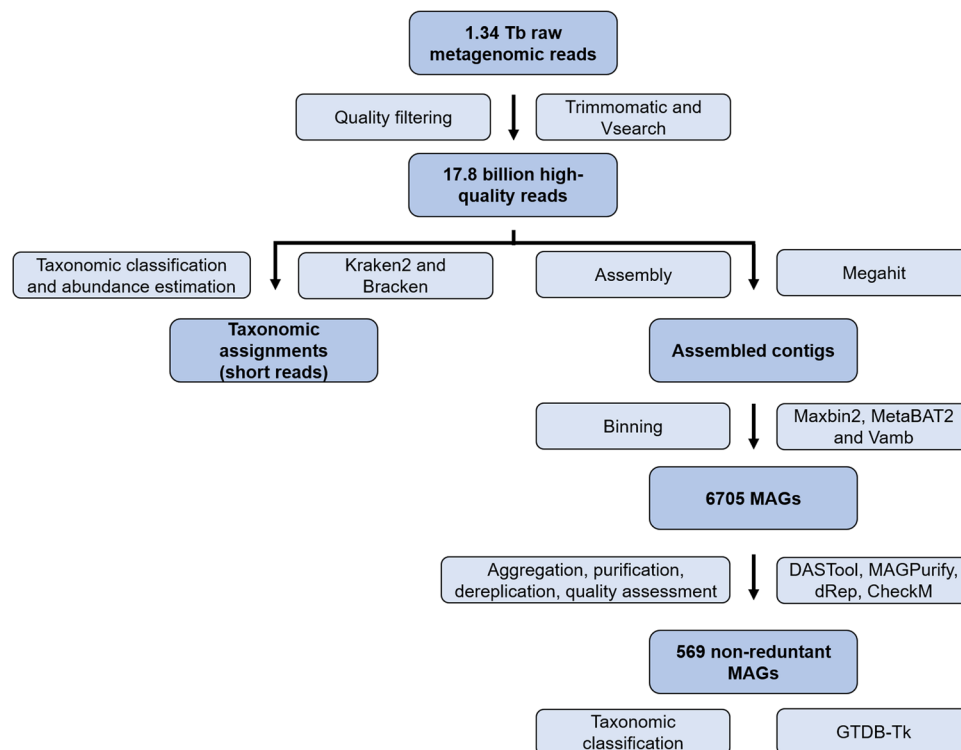 1.34 Tb raw
metagenomic reads
Quality filtering
Trimmomatic and
Vsearch
17.8 billion high-
quality reads
Taxonomic classification
and abundance estimation
Kraken2 and
Bracken
Assembly
Megahit
Taxonomic
assignments
(short reads)
Assembled contigs
Binning
Maxbin2, MetaBAT2
and Vamb
6705 MAGs
Aggregation, purification,
dereplication, quality assessment
DASTool, MAGPurify,
dRep, CheckM
569 non-reduntant
MAGs
Taxonomic
classification
GTDB-Tk